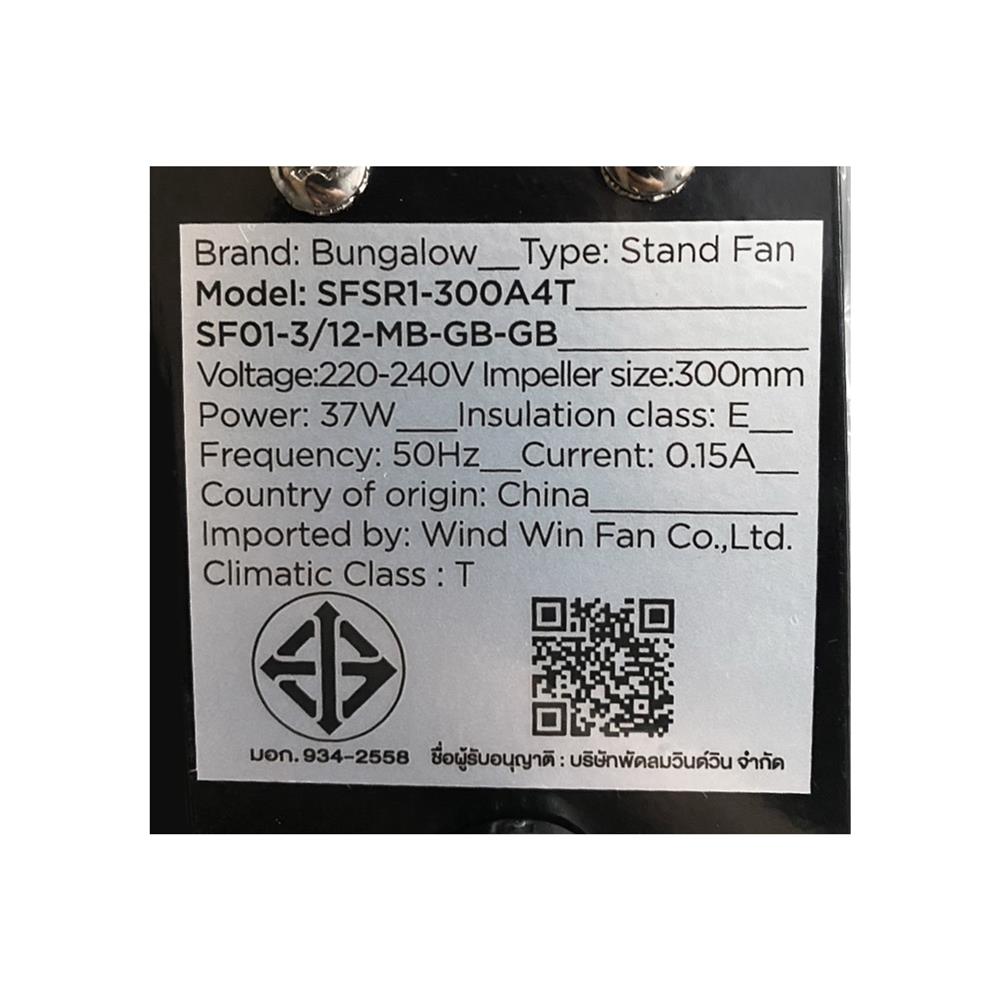 Brand: Bungalow__Type: Stand Fan
Model: SFSR1-300A4T__________
SF01-3/12-MB-GB-GB__________
Voltage:220-240V Impeller size:300mm
Power: 37W___Insulation class: E__
Frequency: 50Hz__Current: 0.15A__
Country of origin: China__________
Imported by: Wind Win Fan Co.,Ltd.
Climatic Class : T
มอก. 934-2558 ชื่อผู้รับอนุญาติ : บริษัทพัดลมวินด์วิน จำกัด